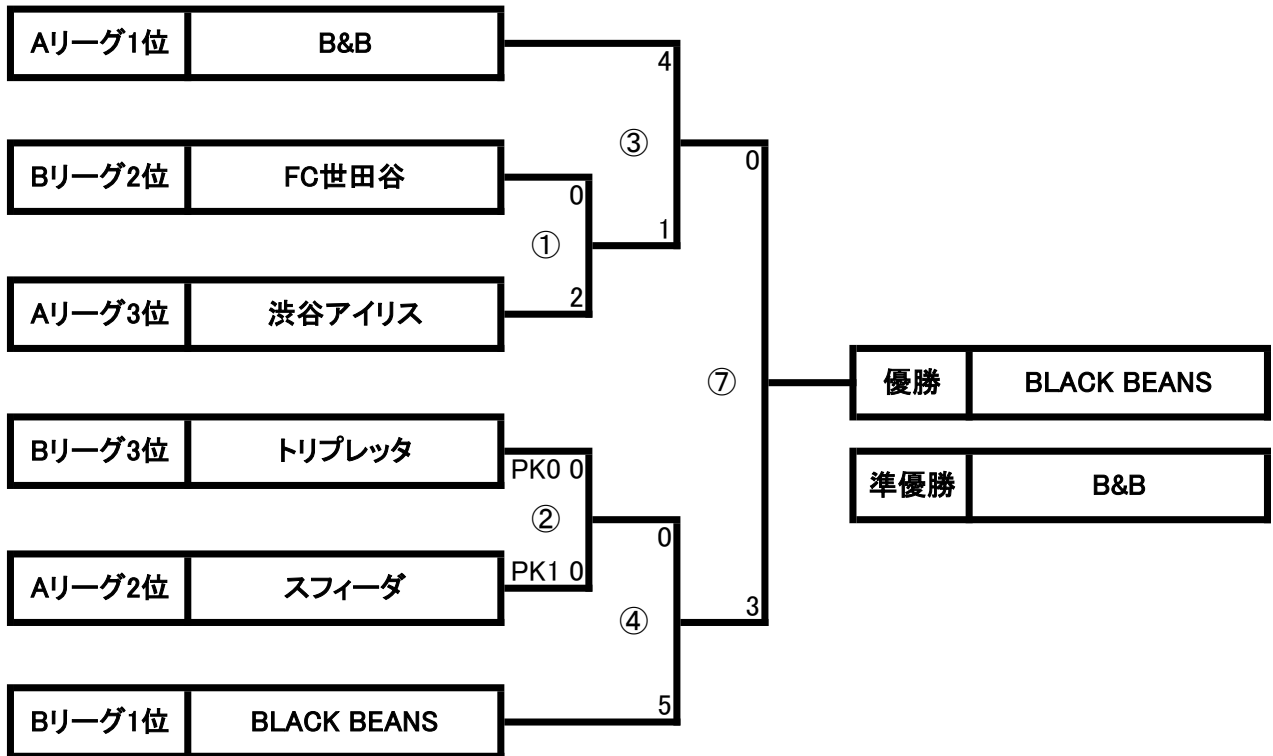 Aリーグ1位 B&B
4
③
0
Bリーグ2位 FC世田谷
0
①
1
Aリーグ3位 渋谷アイリス
2
⑦
優勝 BLACK BEANS
Bリーグ3位 トリプレッタ
PK0 0
準優勝 B&B
②
0
Aリーグ2位 スフィーダ
PK1 0
④
3
Bリーグ1位 BLACK BEANS
5